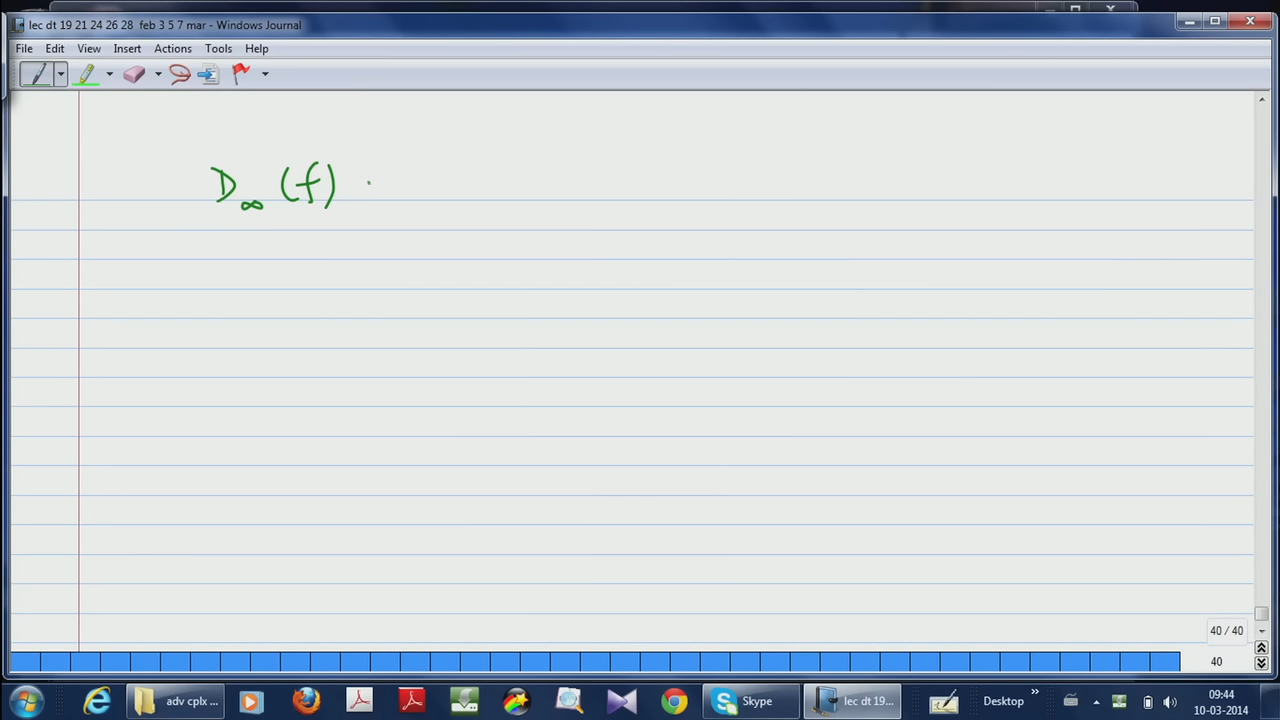 lec dt 19 21 24 26 28 feb 3 5 7 mar - Windows Journal
File Edit View Insert Actions Tools Help
D∞ (f)
40 / 40
40
adv cplx ... Skype lec dt 19... Desktop » 09:44
10-03-2014